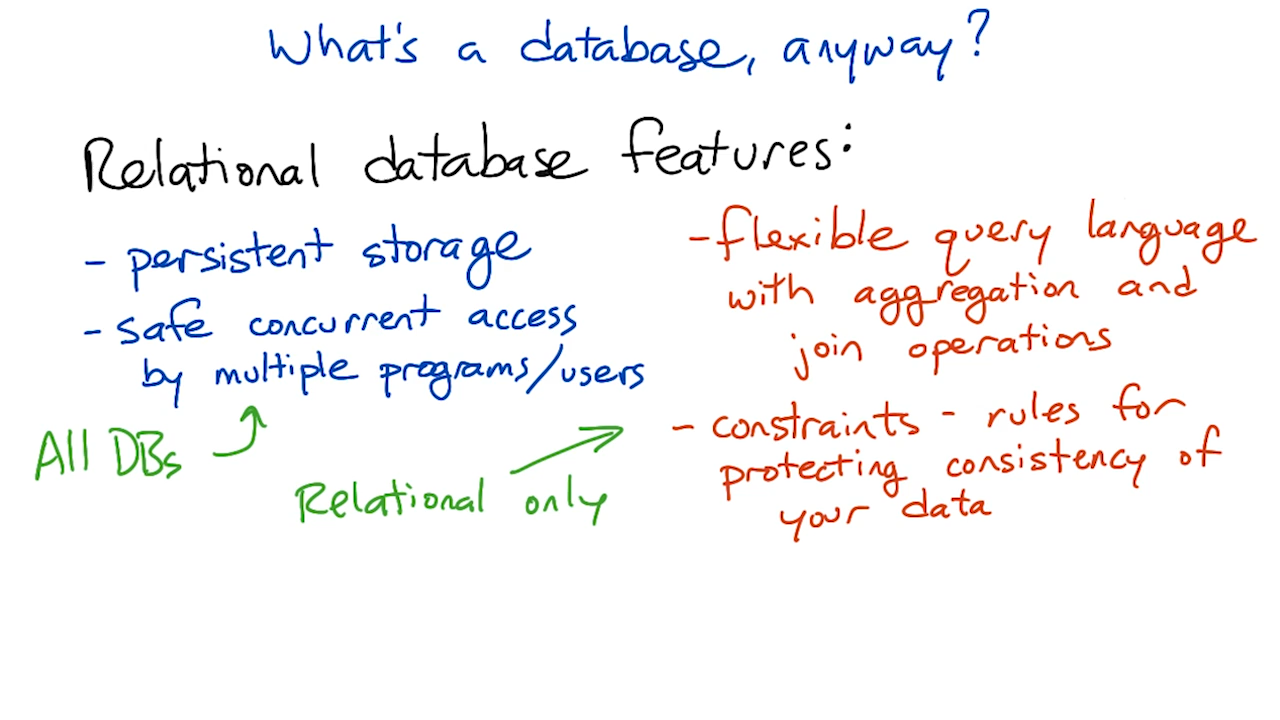 What's a database, anyway?
Relational database features:
- persistent storage
- safe concurrent access
by multiple programs/users
All DBs
Relational only
- flexible query language
with aggregation and
join operations
- constraints - rules for
protecting consistency of
your data